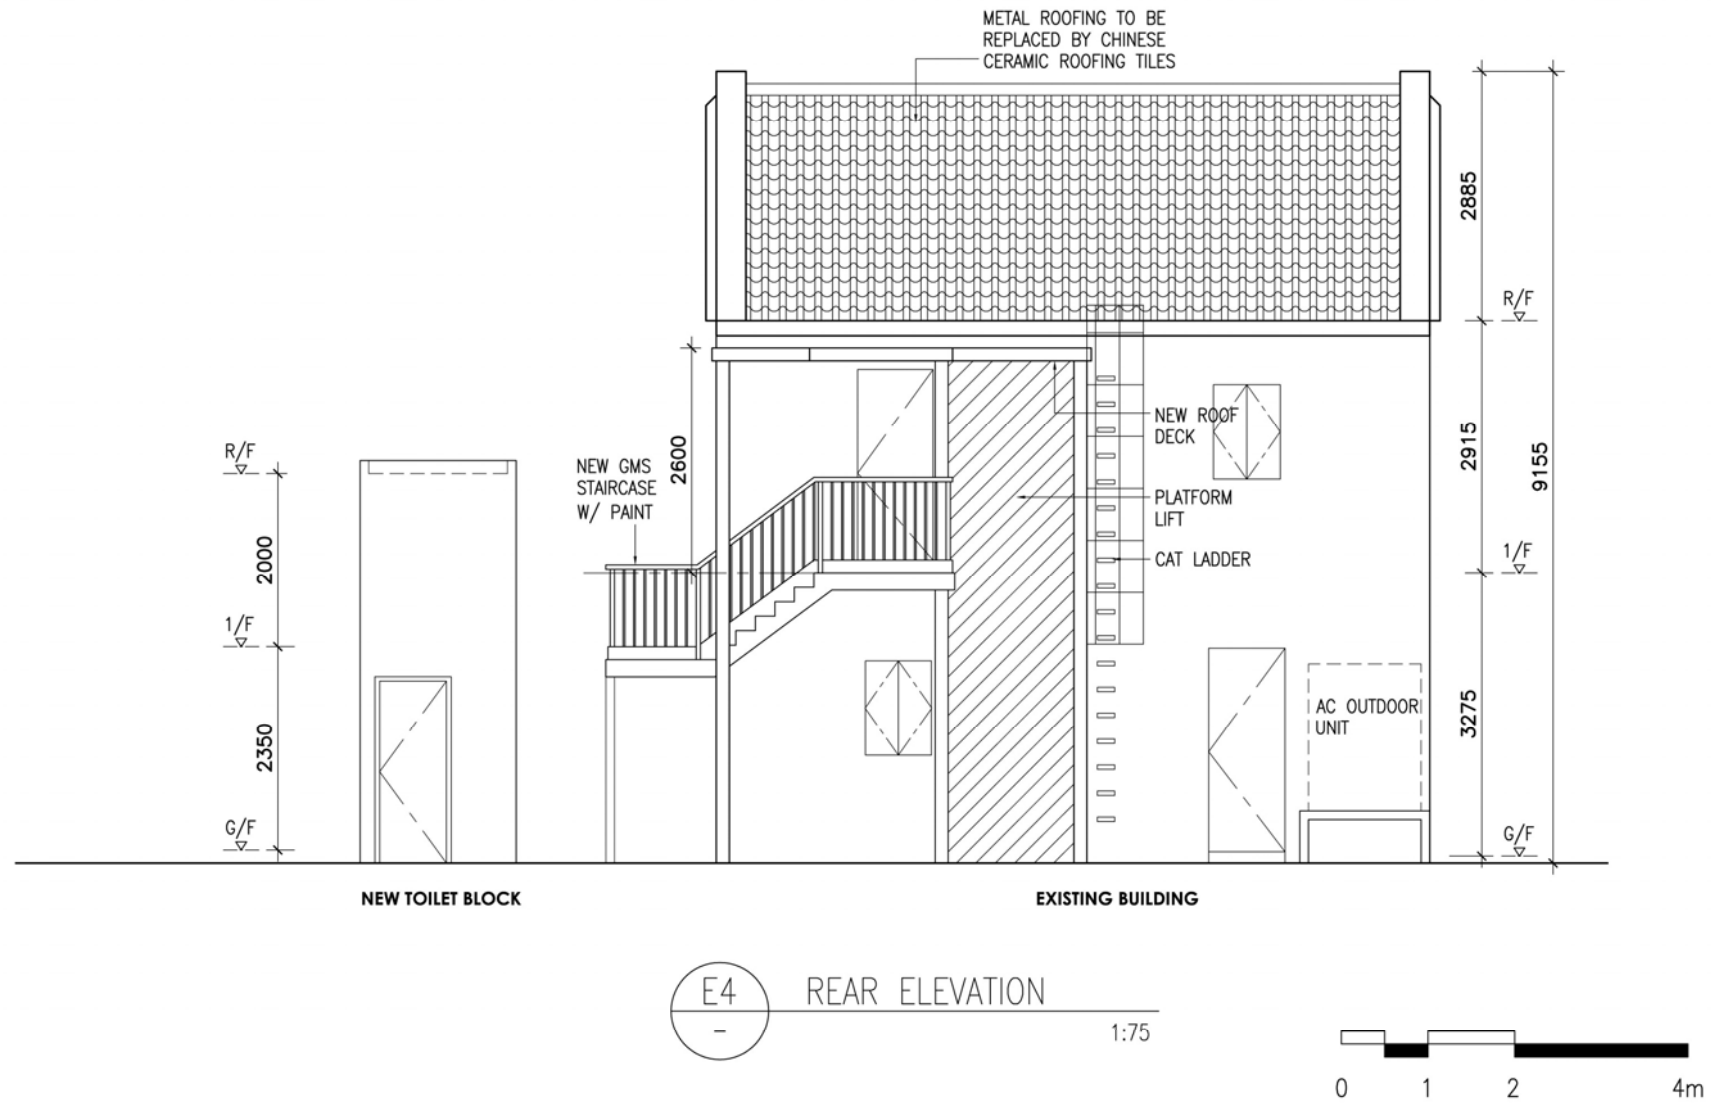 METAL ROOFING TO BE
REPLACED BY CHINESE
CERAMIC ROOFING TILES
2885
R/F
9155
2915
NEW ROOF
DECK
2600
R/F
NEW GMS
STAIRCASE
W/ PAINT
PLATFORM
LIFT
CAT LADDER
1/F
2000
1/F
3275
AC OUTDOOR
UNIT
2350
G/F
G/F
NEW TOILET BLOCK
EXISTING BUILDING
E4
–
REAR ELEVATION
1:75
0 1 2 4m